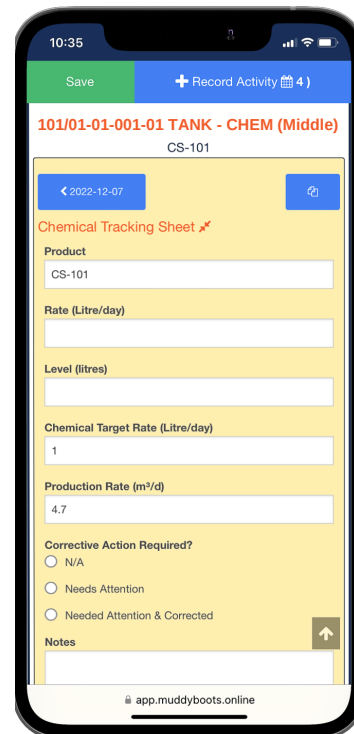 10:35
Save
Record Activity 4 )
101/01-01-001-01 TANK - CHEM (Middle)
CS-101
2022-12-07
Chemical Tracking Sheet
Product
CS-101
Rate (Litre/day)
Level (litres)
Chemical Target Rate (Litre/day)
1
Production Rate (m³/d)
4.7
Corrective Action Required?
N/A
Needs Attention
Needed Attention & Corrected
Notes
app.muddyboots.online